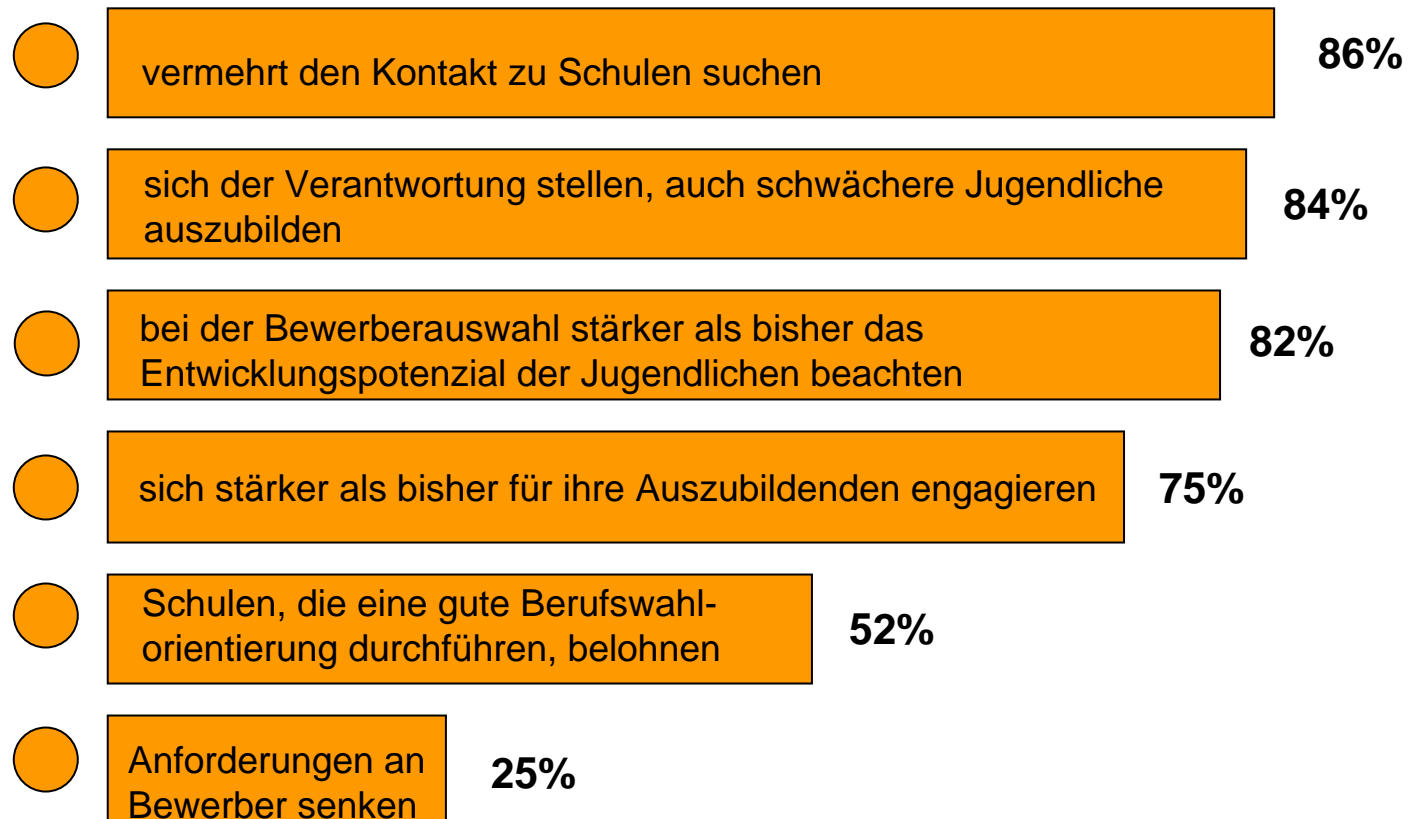 vermehrt den Kontakt zu Schulen suchen
86%
sich der Verantwortung stellen, auch schwächere Jugendliche
auszubilden
84%
bei der Bewerberauswahl stärker als bisher das
Entwicklungspotenzial der Jugendlichen beachten
82%
sich stärker als bisher für ihre Auszubildenden engagieren
75%
Schulen, die eine gute Berufswahl-
orientierung durchführen, belohnen
52%
Anforderungen an
Bewerber senken
25%